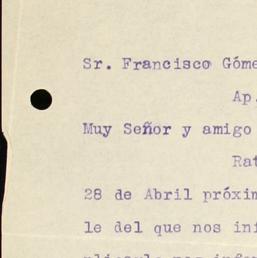 Sr. Francisco Góme
Ap.
Muy Señor y amigo
Rat
28 de Abril próxim
le del que nos inf